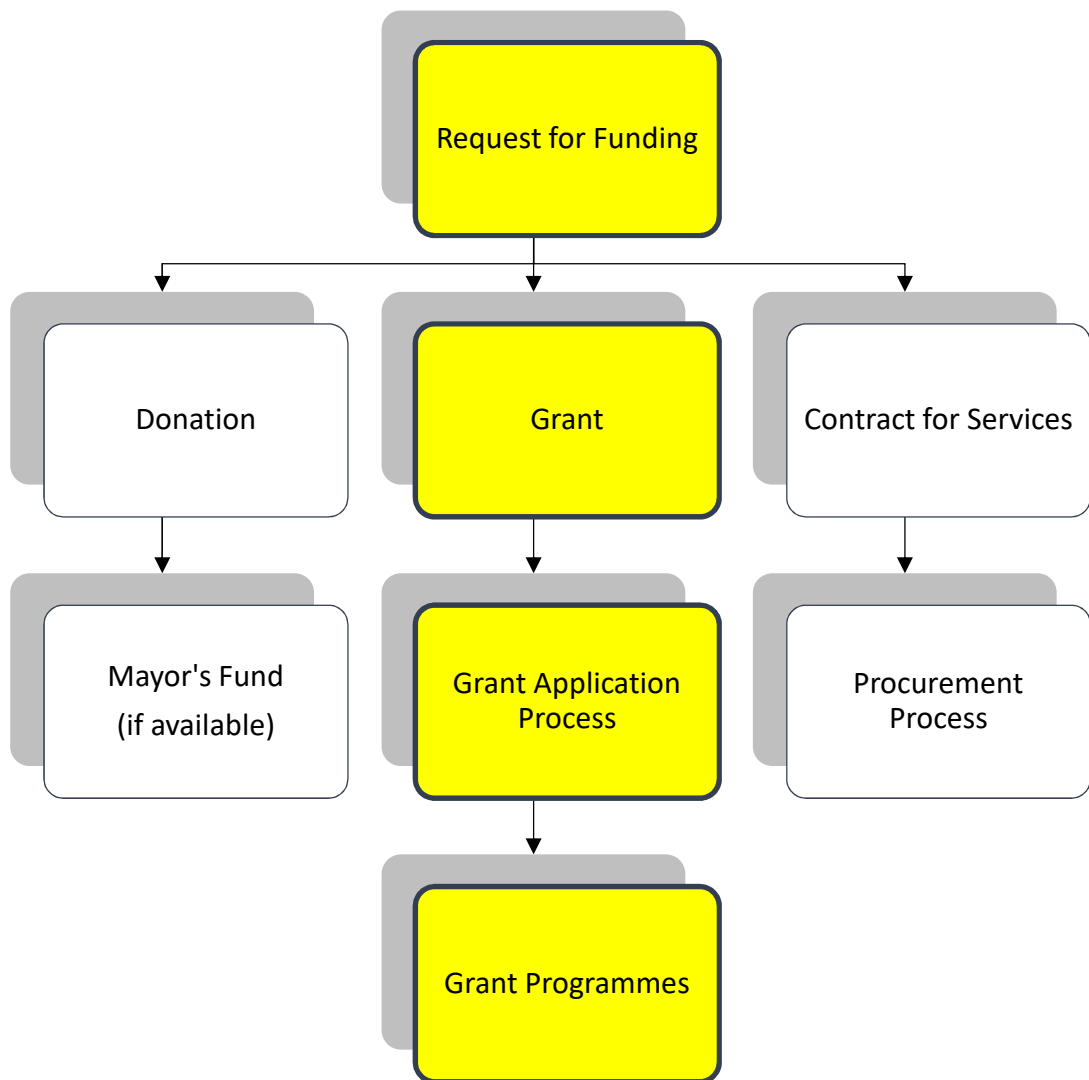 Request for Funding
Donation
Grant
Contract for Services
Mayor's Fund
(if available)
Grant Application
Process
Procurement
Process
Grant Programmes